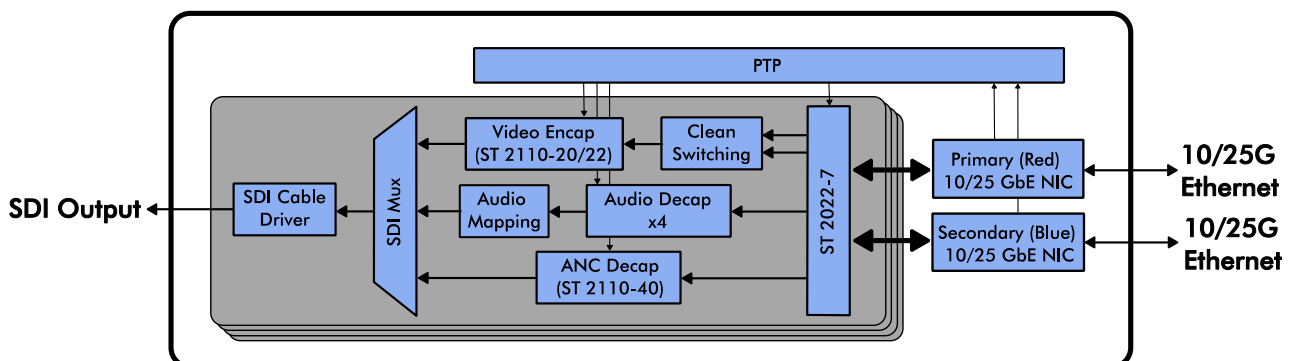 PTP
Video Encap
(ST 2110-20/22)
Clean
Switching
Primary (Red)
10/25 GbE NIC
10/25G
Ethernet
SDI Output
SDI Cable
Driver
SDI Mux
Audio
Mapping
Audio Decap
x4
ST 2022-7
Secondary (Blue)
10/25 GbE NIC
10/25G
Ethernet
ANC Decap
(ST 2110-40)